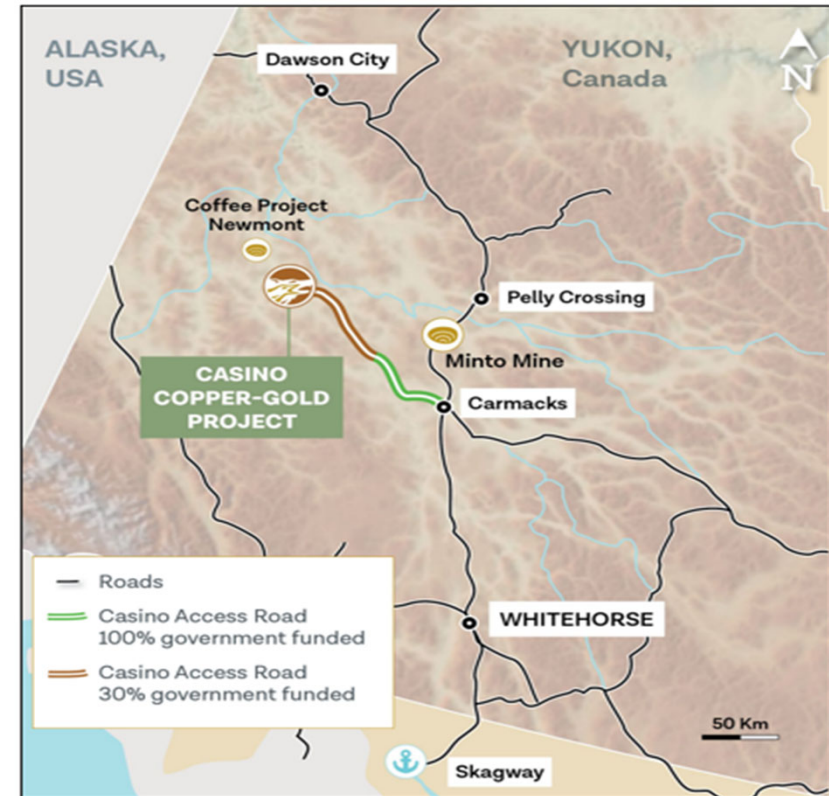 ALASKA,
USA
YUKON,
Canada
N
Dawson City
Coffee Project
Newmont
Pelly Crossing
Minto Mine
CASINO
COPPER-GOLD
PROJECT
Carmacks
Roads
Casino Access Road
100% government funded
Casino Access Road
30% government funded
WHITEHORSE
50 Km
Skagway